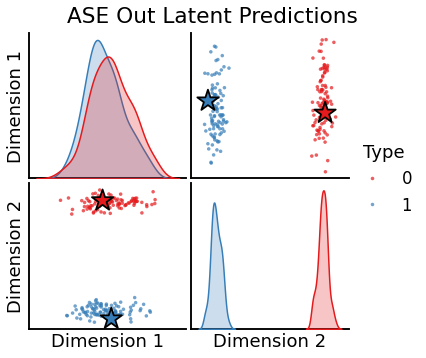 ASE Out Latent Predictions
Dimension 1
Type
0
1
Dimension 2
Dimension 1
Dimension 2